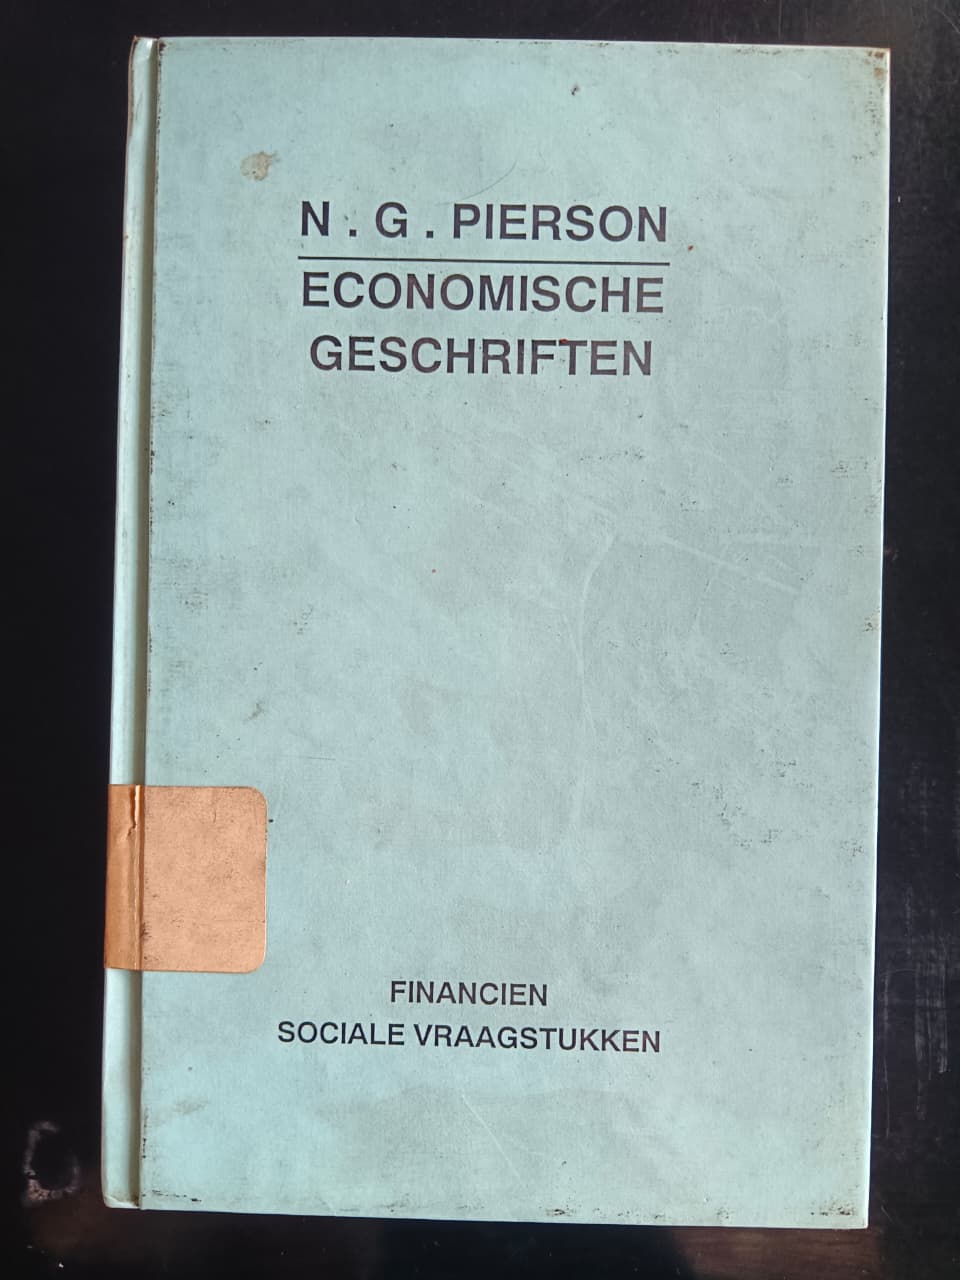 N . G . PIERSON
ECONOMISCHE
GESCHRIFTEN
FINANCIEN
SOCIALE VRAAGSTUKKEN